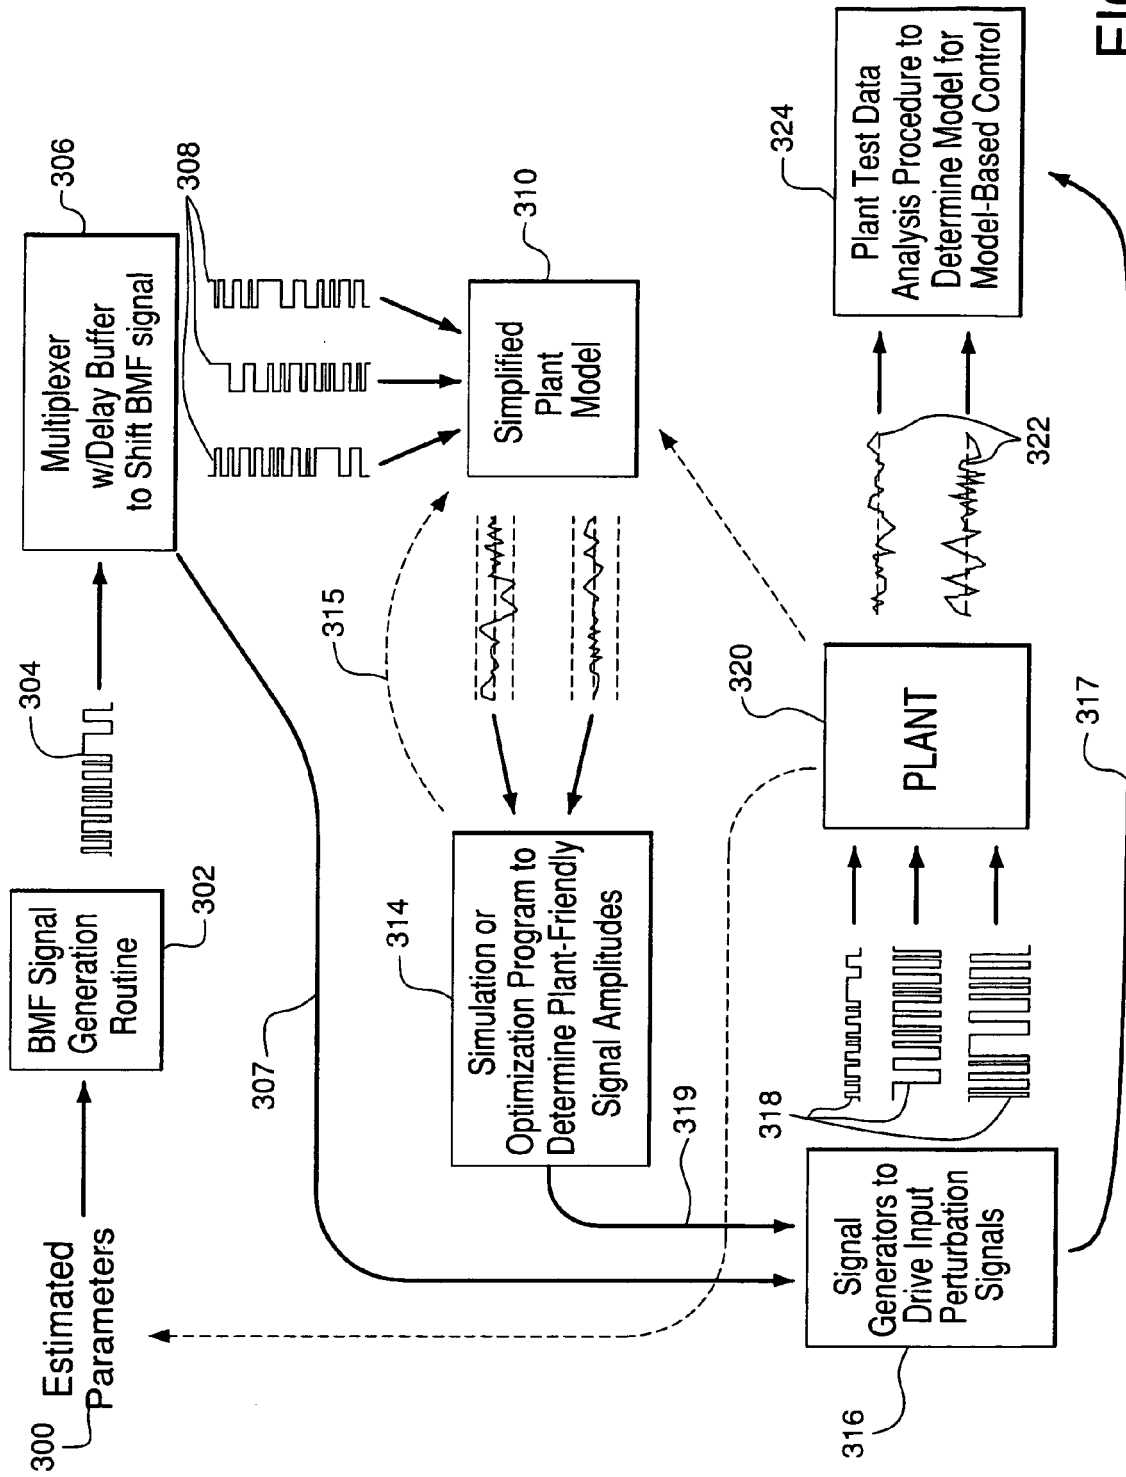 300
Estimated
Parameters
BMF Signal
Generation
Routine
302
304
Multiplexer
w/Delay Buffer
to Shift BMF signal
306
307
308
Simplified
Plant
Model
310
315
314
Simulation or
Optimization Program to
Determine Plant-Friendly
Signal Amplitudes
319
316
Signal
Generators to
Drive Input
Perturbation
Signals
318
PLANT
320
317
322
324
Plant Test Data
Analysis Procedure to
Determine Model for
Model-Based Control